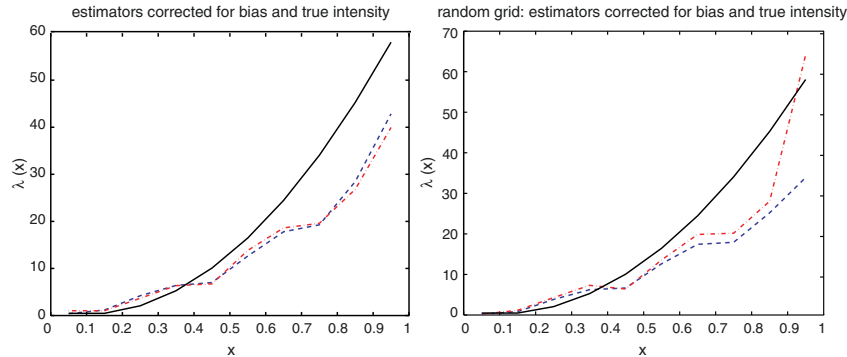 estimators corrected for bias and true intensity
60
50
40
30
20
10
0
λ (x)
0 0.1 0.2 0.3 0.4 0.5 0.6 0.7 0.8 0.9 1
x
random grid: estimators corrected for bias and true intensity
70
60
50
40
30
20
10
0
λ (x)
0 0.1 0.2 0.3 0.4 0.5 0.6 0.7 0.8 0.9 1
x